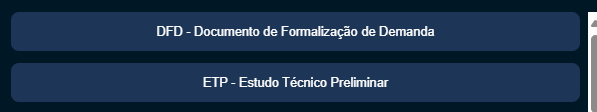 DFD - Documento de Formalização de Demanda
ETP - Estudo Técnico Preliminar